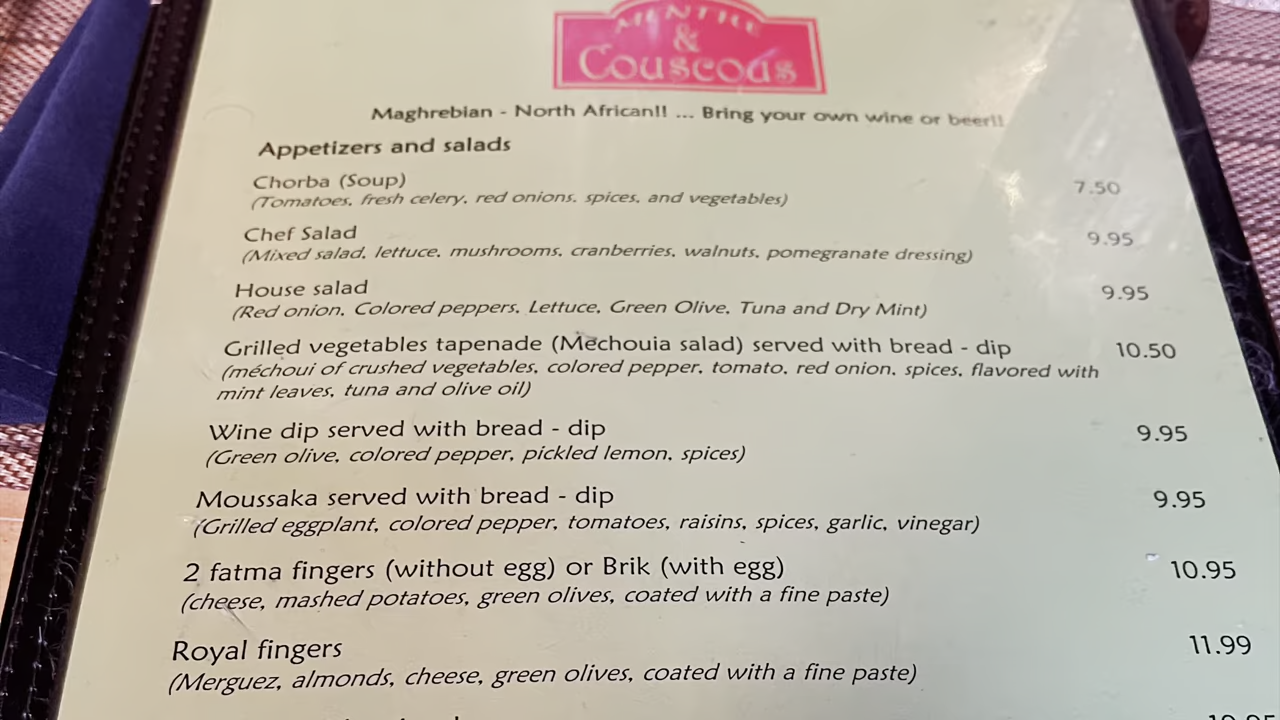 MENTHE
&
Couscous
Maghrebian - North African!! ... Bring your own wine or beer!!
Appetizers and salads
Chorba (Soup) 7.50
(Tomatoes, fresh celery, red onions, spices, and vegetables)
Chef Salad 9.95
(Mixed salad, lettuce, mushrooms, cranberries, walnuts, pomegranate dressing)
House salad 9.95
(Red onion, Colored peppers, Lettuce, Green Olive, Tuna and Dry Mint)
Grilled vegetables tapenade (Mechouia salad) served with bread - dip 10.50
(méchoui of crushed vegetables, colored pepper, tomato, red onion, spices, flavored with
mint leaves, tuna and olive oil)
Wine dip served with bread - dip 9.95
(Green olive, colored pepper, pickled lemon, spices)
Moussaka served with bread - dip 9.95
(Grilled eggplant, colored pepper, tomatoes, raisins, spices, garlic, vinegar)
2 fatma fingers (without egg) or Brik (with egg) 10.95
(cheese, mashed potatoes, green olives, coated with a fine paste)
Royal fingers 11.99
(Merguez, almonds, cheese, green olives, coated with a fine paste)